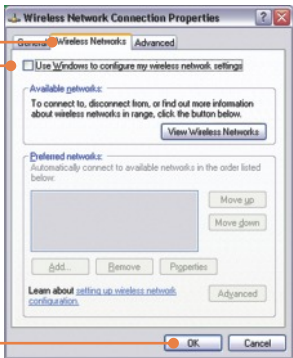 Wireless Network Connection Properties
General Wireless Networks Advanced
Use Windows to configure my wireless network settings
Available networks:
To connect to, disconnect from, or find out more information
about wireless networks in range, click the button below.
View Wireless Networks
Preferred networks:
Automatically connect to available networks in the order listed
below:
Move up
Move down
Add... Remove Properties
Learn about setting up wireless network
configuration.
Advanced
OK Cancel